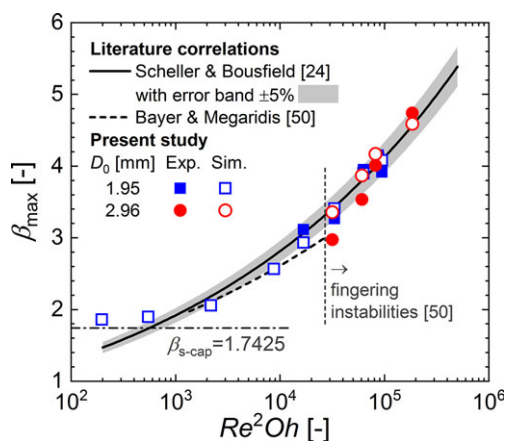 Literature correlations
Scheller & Bousfield [24]
with error band ±5%
Bayer & Megaridis [50]
Present study
D₀ [mm] Exp. Sim.
1.95
2.96
→
fingering
instabilities [50]
βs-cap=1.7425
βmax [-]
6
5
4
3
2
1
10² 10³ 10⁴ 10⁵ 10⁶
Re²Oh [-]